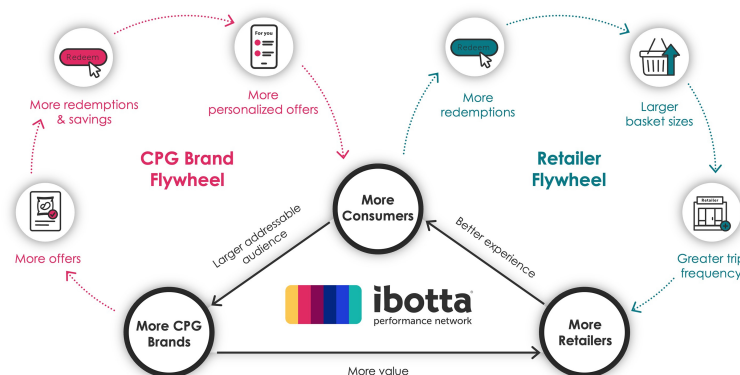 For you
Redeem
Redeem
More redemptions
& savings
More
personalized offers
More
redemptions
Larger
basket sizes
CPG Brand
Flywheel
Retailer
Flywheel
More
Consumers
Retailer
More offers
Larger addressable
audience
Better experience
Greater trip
frequency
ibotta
performance network
More CPG
Brands
More
Retailers
More value